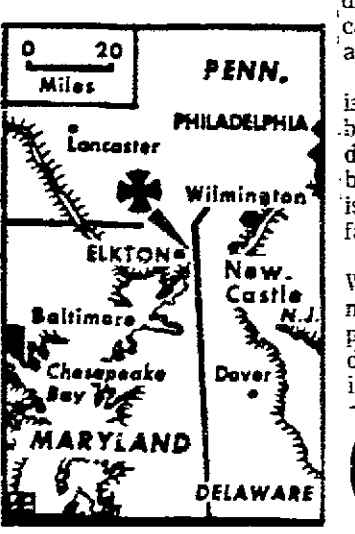 0 20
Miles
PENN.
PHILADELPHIA
Lancaster
Wilmington
ELKTON
New-
Castle
N.J.
Baltimore
Chesapeake
Bay
Dover
MARYLAND
DELAWARE